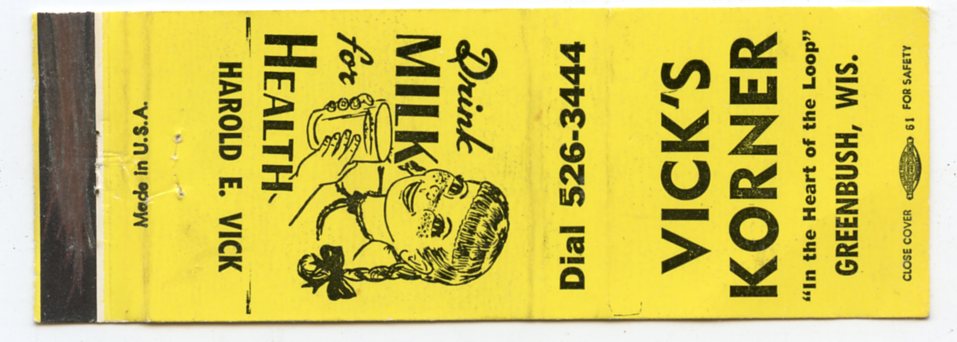 CLOSE COVER 61 FOR SAFETY
VICK'S
KORNER
"In the Heart of the Loop"
GREENBUSH, WIS.
Dial 526-3444
Drink
MILK
for
HEALTH
HAROLD E. VICK
Made in U.S.A.